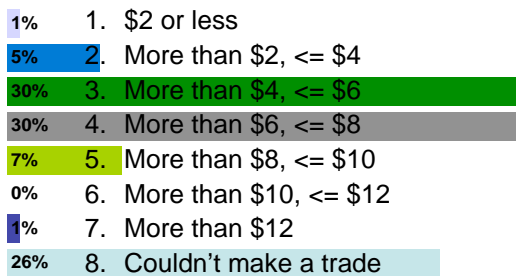 1% 1. $2 or less
5% 2. More than $2, <= $4
30% 3. More than $4, <= $6
30% 4. More than $6, <= $8
7% 5. More than $8, <= $10
0% 6. More than $10, <= $12
1% 7. More than $12
26% 8. Couldn’t make a trade